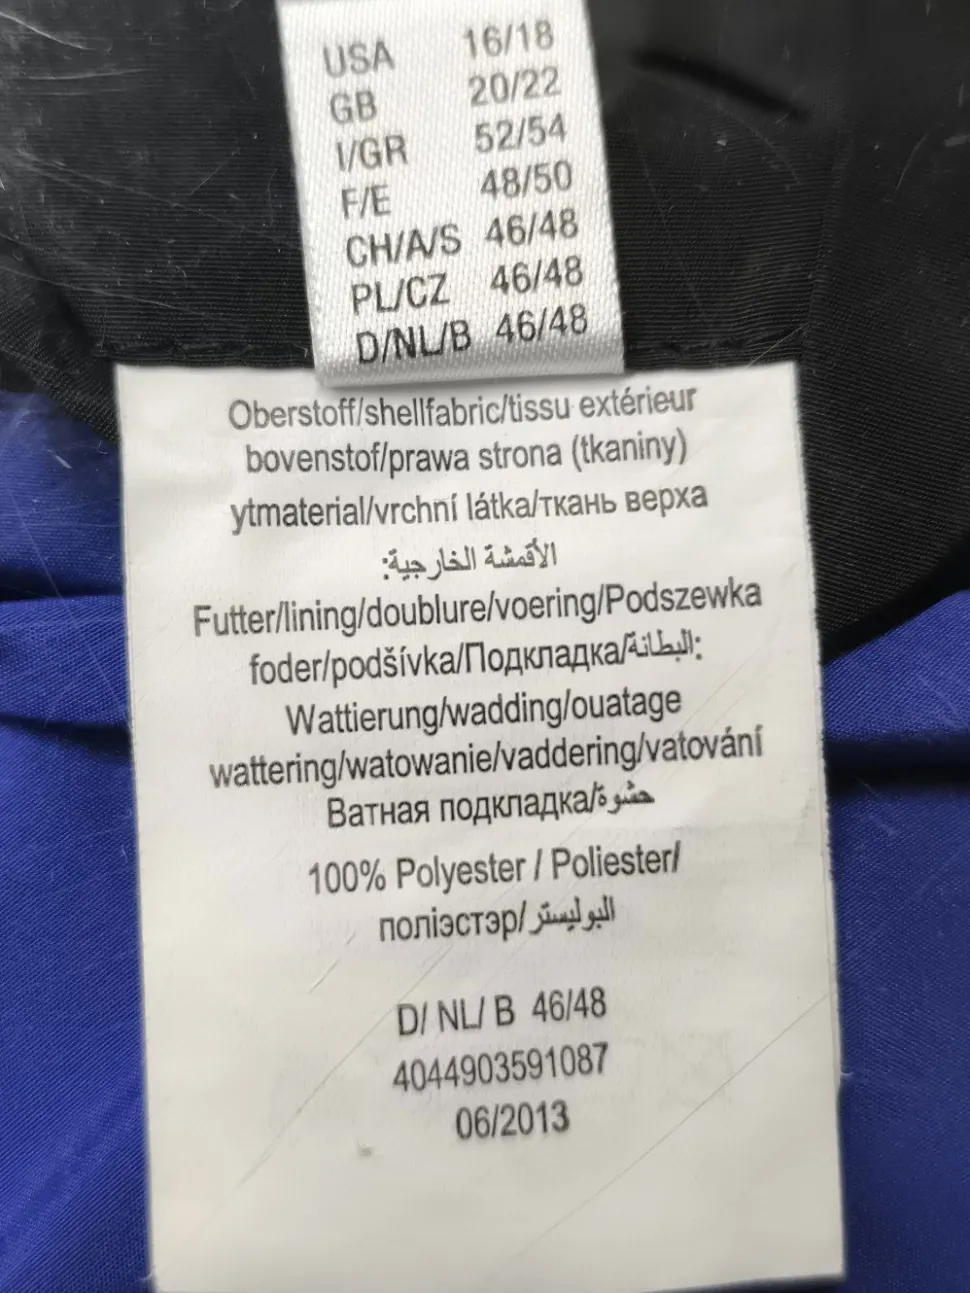 USA 16/18
GB 20/22
I/GR 52/54
F/E 48/50
CH/A/S 46/48
PL/CZ 46/48
D/NL/B 46/48
Oberstoff/shellfabric/tissu extérieur
bovenstof/prawa strona (tkaniny)
ytmaterial/vrchní látka/ткань верха
الأقمشة الخارجية:
Futter/lining/doublure/voering/Podszewka
foder/podšívka/Подкладка/البطانة:
Wattierung/wadding/ouatage
wattering/watowanie/vaddering/vatování
Ватная подкладка/حشوة
100% Polyester / Poliester/
поліэстэр/البوليستر
D/ NL/ B 46/48
4044903591087
06/2013